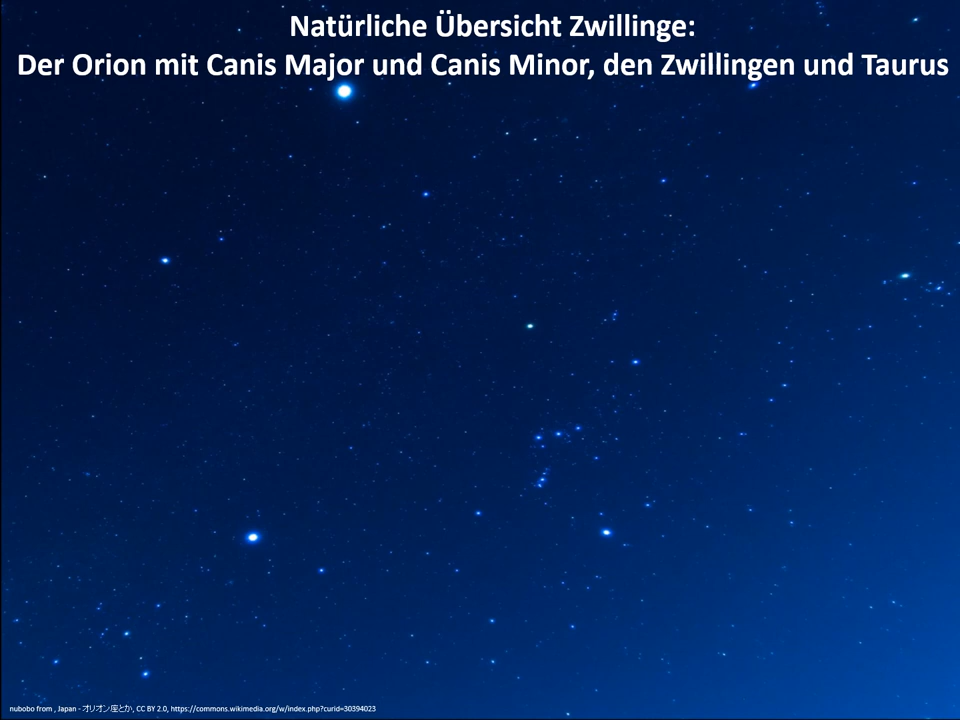 Natürliche Übersicht Zwillinge:
Der Orion mit Canis Major und Canis Minor, den Zwillingen und Taurus
nubobo from , Japan - オリオン座とか, CC BY 2.0, https://commons.wikimedia.org/w/index.php?curid=30394023